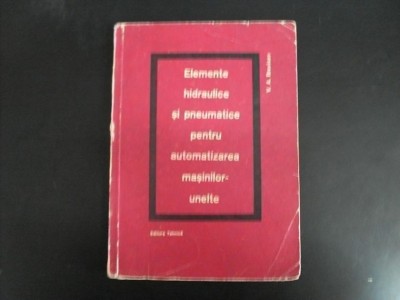 Elemente
hidraulice
și pneumatice
pentru
automatizarea
mașinilor-
unelte